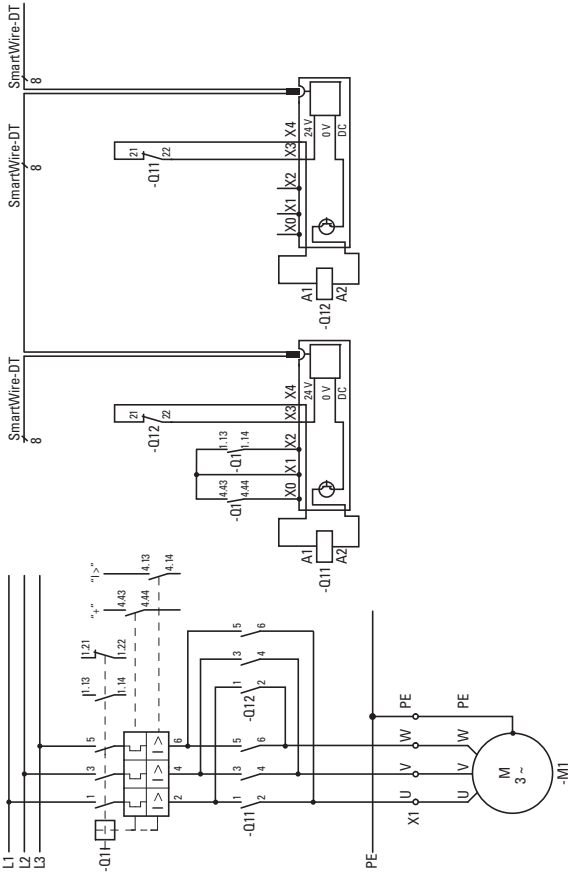 L1
L2
L3
-Q1
1
3
5
1.13
1.14
1.21
1.22
"+"
4.43
4.44
"I >"
4.13
4.14
I >
I >
I >
2
4
6
-Q11
1
2
3
4
5
6
-Q12
1
2
3
4
5
6
PE
X1
U
V
W
PE
U
V
W
PE
M
3 ~
-M1
SmartWire-DT
8
-Q12
21
22
-Q1
4.43
4.44
-Q1
1.13
1.14
X0
X1
X2
X3
X4
24 V
0 V
DC
A1
A2
-Q11
SmartWire-DT
8
SmartWire-DT
8
-Q11
21
22
X0
X1
X2
X3
X4
24 V
0 V
DC
A1
A2
-Q12